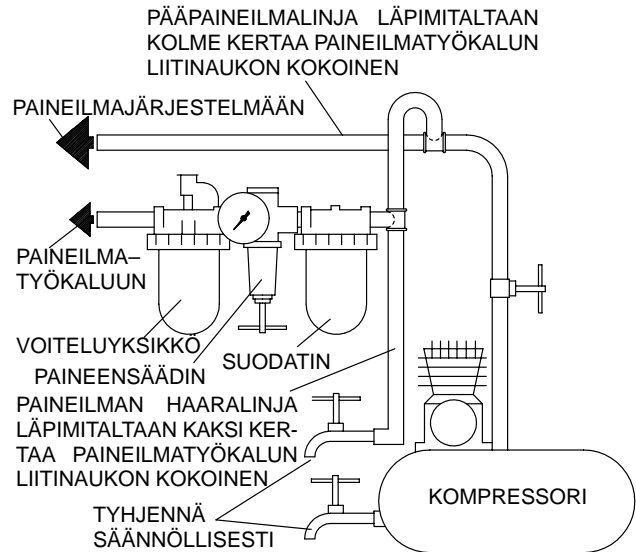 PÄÄPAINEILMALINJA LÄPIMITALTAAN
KOLME KERTAA PAINEILMATYÖKALUN
LIITINAUKON KOKOINEN
PAINEILMAJÄRJESTELMÄÄN
PAINEILMA–
TYÖKALUUN
VOITELUYKSIKKÖ
SUODATIN
PAINEENSÄÄDIN
PAINEILMAN HAARALINJA
LÄPIMITALTAAN KAKSI KER-
TAA PAINEILMATYÖKALUN
LIITINAUKON KOKOINEN
KOMPRESSORI
TYHJENNÄ
SÄÄNNÖLLISESTI